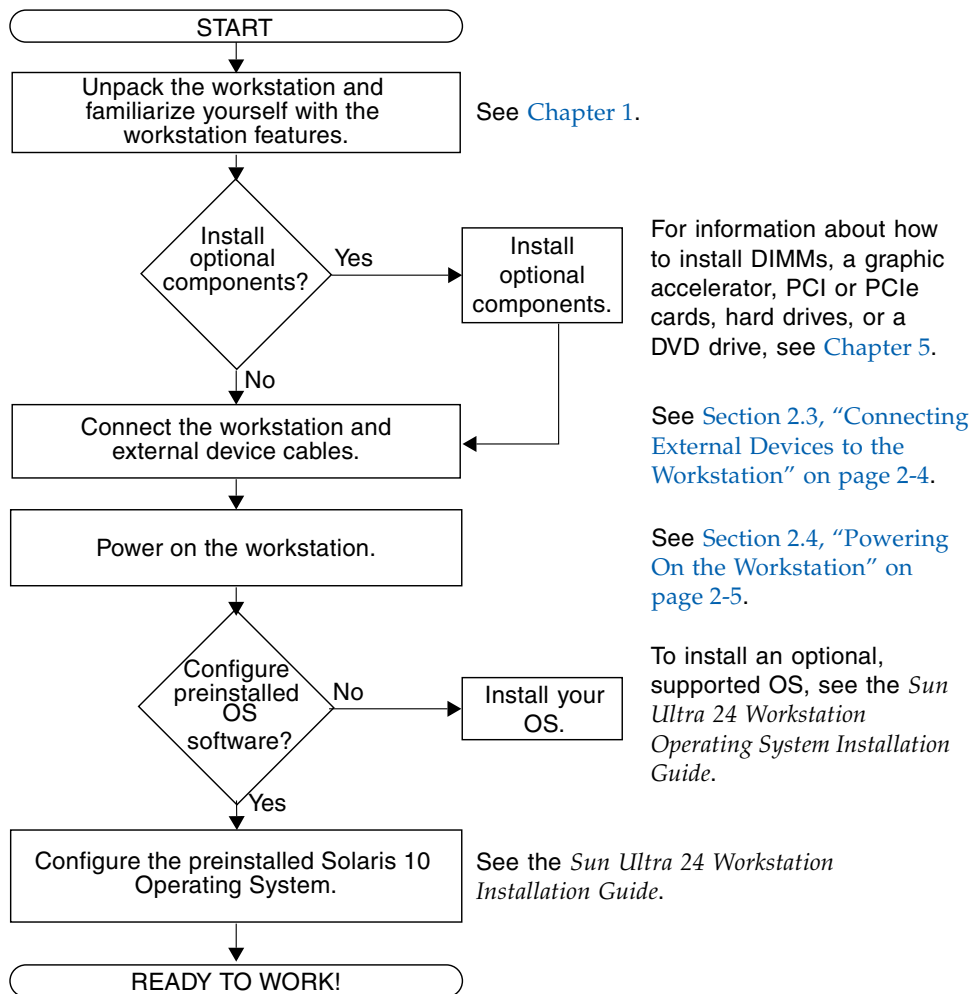 START
Unpack the workstation and
familiarize yourself with the
workstation features.
See Chapter 1.
Install
optional
components?
Yes
Install
optional
components.
For information about how
to install DIMMs, a graphic
accelerator, PCI or PCIe
cards, hard drives, or a
DVD drive, see Chapter 5.
No
Connect the workstation and
external device cables.
See Section 2.3, “Connecting
External Devices to the
Workstation” on page 2-4.
Power on the workstation.
See Section 2.4, “Powering
On the Workstation” on
page 2-5.
Configure
preinstalled
OS
software?
No
Install your
OS.
To install an optional,
supported OS, see the Sun
Ultra 24 Workstation
Operating System Installation
Guide.
Yes
Configure the preinstalled Solaris 10
Operating System.
See the Sun Ultra 24 Workstation
Installation Guide.
READY TO WORK!